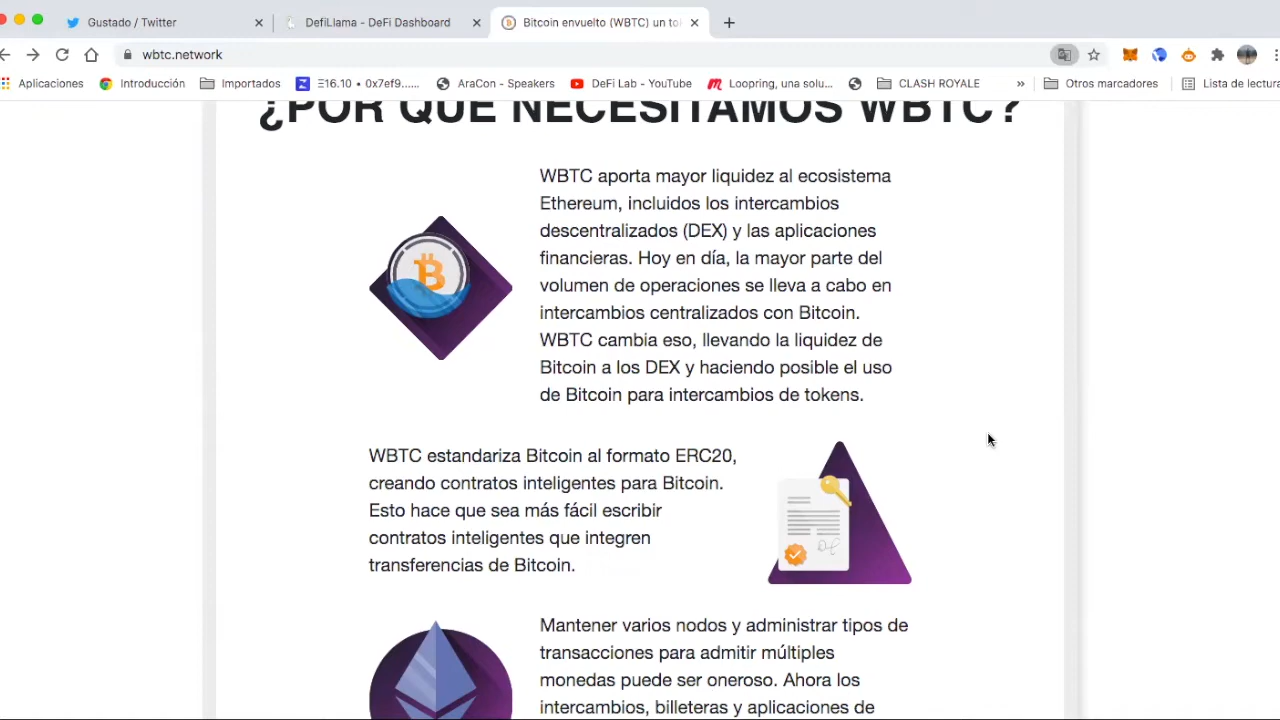 Gustado / Twitter
DefiLlama - DeFi Dashboard
Bitcoin envuelto (WBTC) un to
wbtc.network
Aplicaciones
Introducción
Importados
Ξ16.10 • 0x7ef9......
AraCon - Speakers
DeFi Lab - YouTube
Loopring, una solu...
CLASH ROYALE
»
Otros marcadores
Lista de lectura
¿POR QUÉ NECESITAMOS WBTC?
WBTC aporta mayor liquidez al ecosistema
Ethereum, incluidos los intercambios
descentralizados (DEX) y las aplicaciones
financieras. Hoy en día, la mayor parte del
volumen de operaciones se lleva a cabo en
intercambios centralizados con Bitcoin.
WBTC cambia eso, llevando la liquidez de
Bitcoin a los DEX y haciendo posible el uso
de Bitcoin para intercambios de tokens.
WBTC estandariza Bitcoin al formato ERC20,
creando contratos inteligentes para Bitcoin.
Esto hace que sea más fácil escribir
contratos inteligentes que integren
transferencias de Bitcoin.
Mantener varios nodos y administrar tipos de
transacciones para admitir múltiples
monedas puede ser oneroso. Ahora los
intercambios, billeteras y aplicaciones de